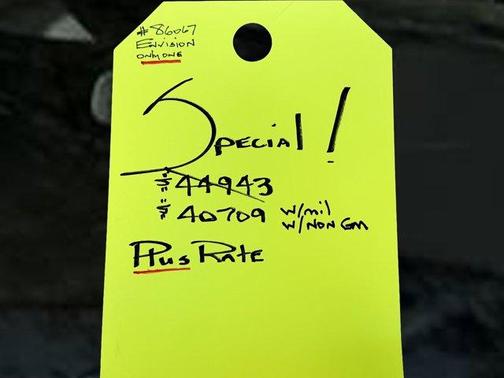 #86067
ENVISION
ONLY ONE
SPECIAL!
$44943
$40709 W/mil
W/NON GM
Plus RATE